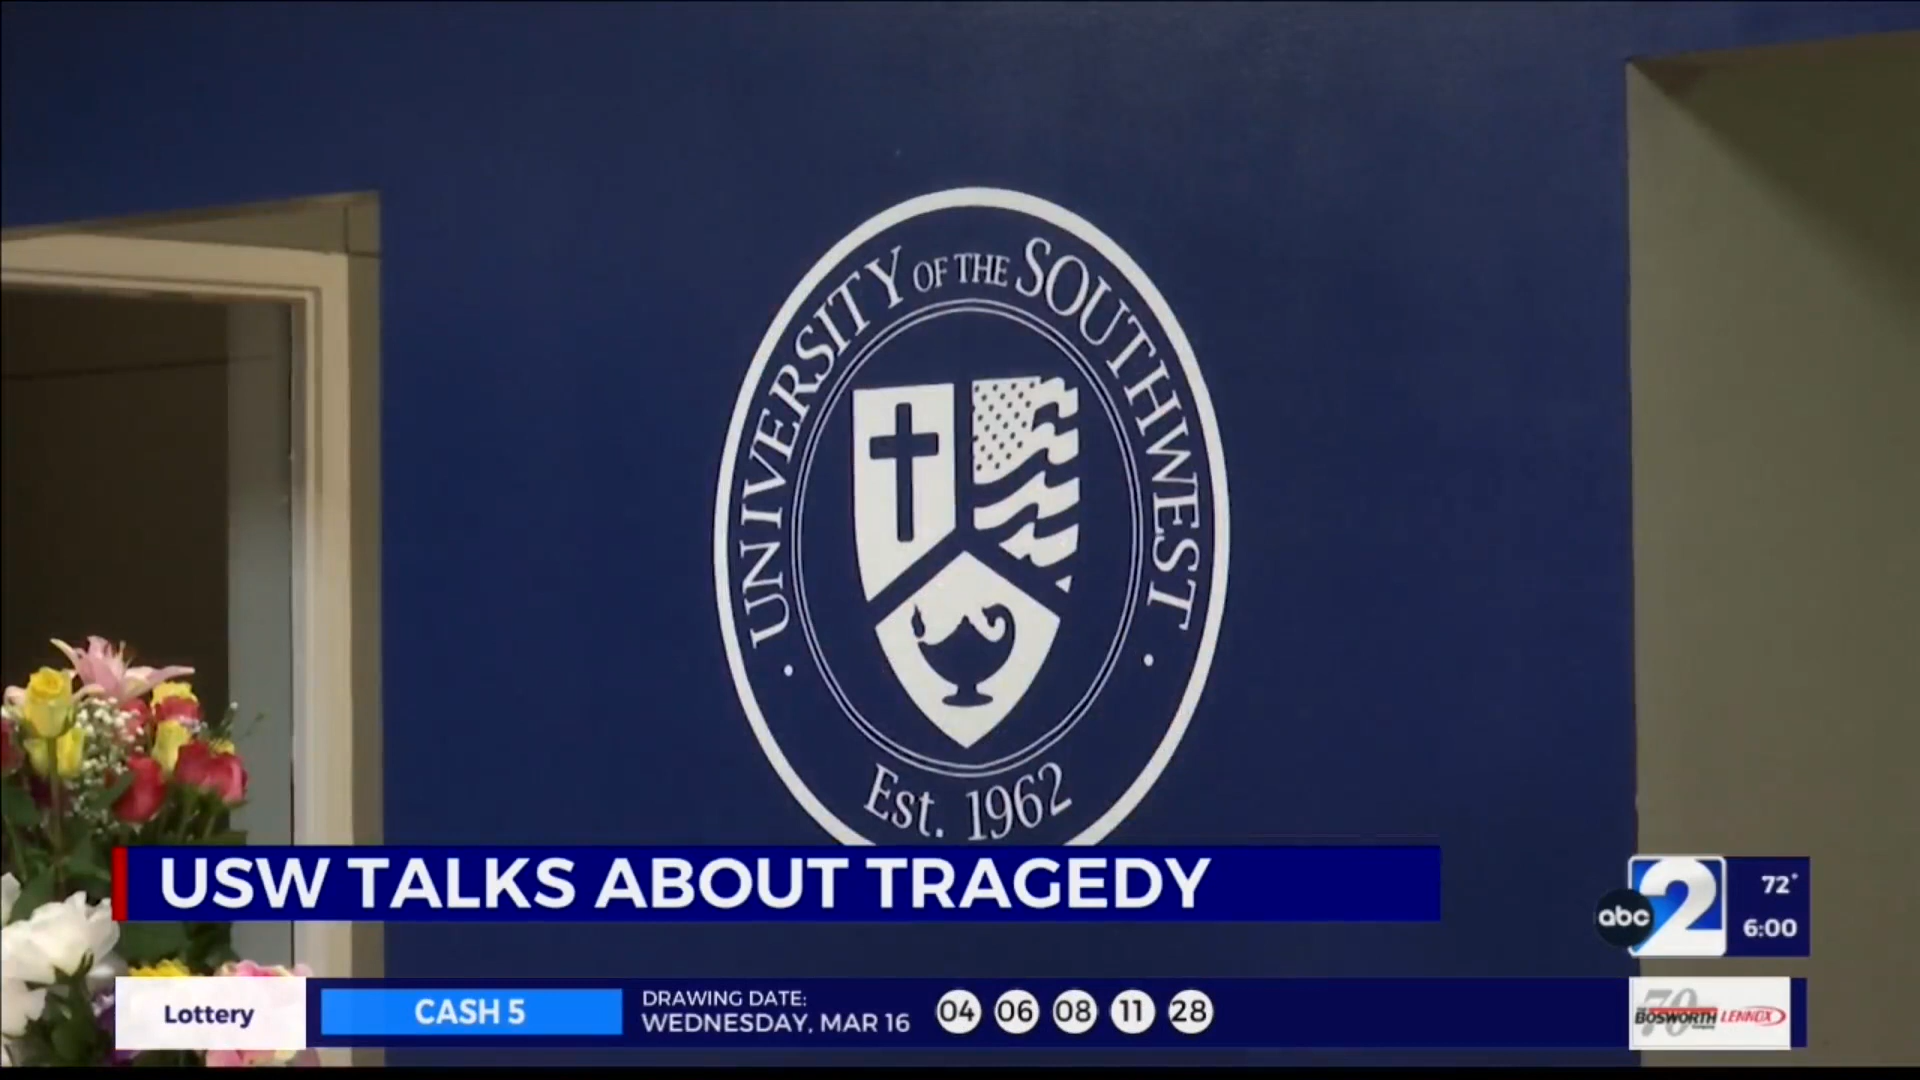 UNIVERSITY OF THE SOUTHWEST
Est. 1962
USW TALKS ABOUT TRAGEDY
abc 2
72°
6:00
Lottery
CASH 5
DRAWING DATE:
WEDNESDAY, MAR 16
04 06 08 11 28
70
BOSWORTH LENNOX